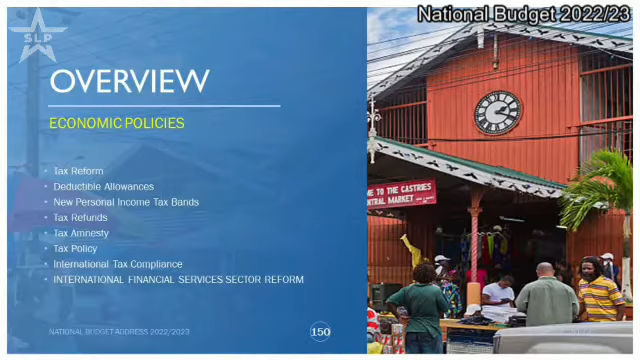 National Budget 2022/23
SLP
OVERVIEW
ECONOMIC POLICIES
• Tax Reform
• Deductible Allowances
• New Personal Income Tax Bands
• Tax Refunds
• Tax Amnesty
• Tax Policy
• International Tax Compliance
• INTERNATIONAL FINANCIAL SERVICES SECTOR REFORM
ME TO THE CASTRIES
NTRAL MARKET
NATIONAL BUDGET ADDRESS 2022/2023
150